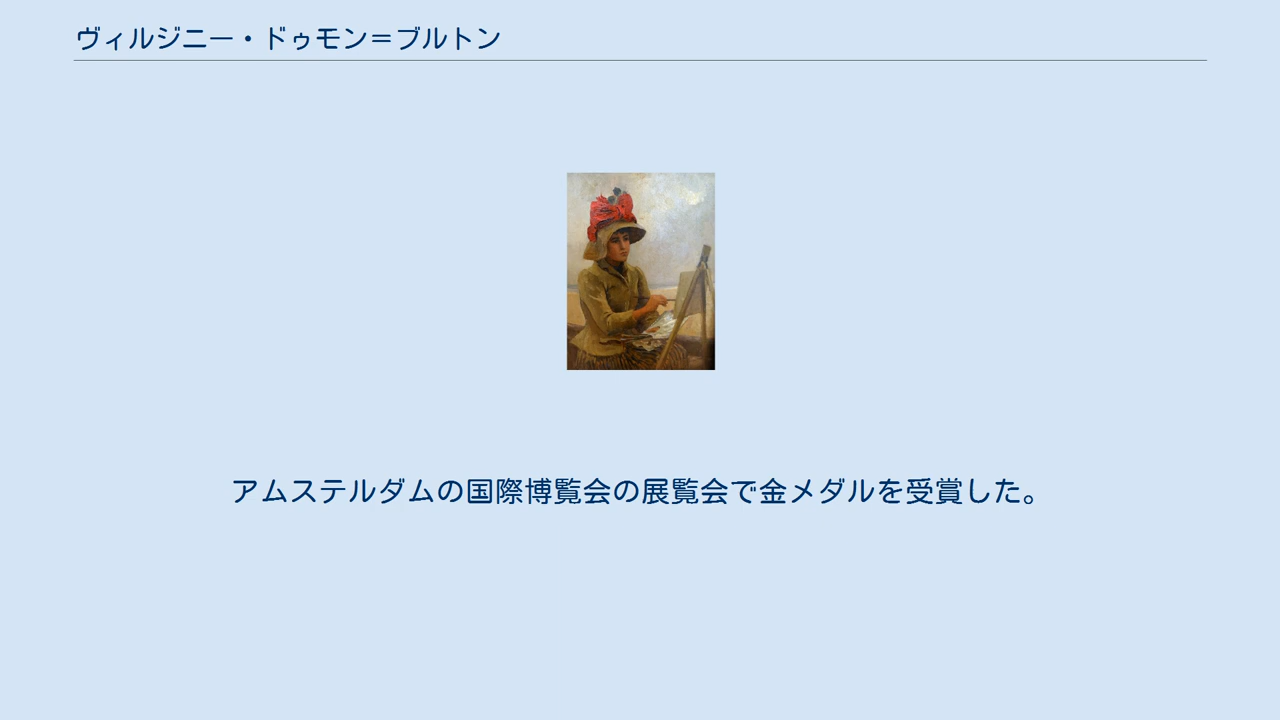 ヴィルジニー・ドゥモン＝ブルトン
アムステルダムの国際博覧会の展覧会で金メダルを受賞した。